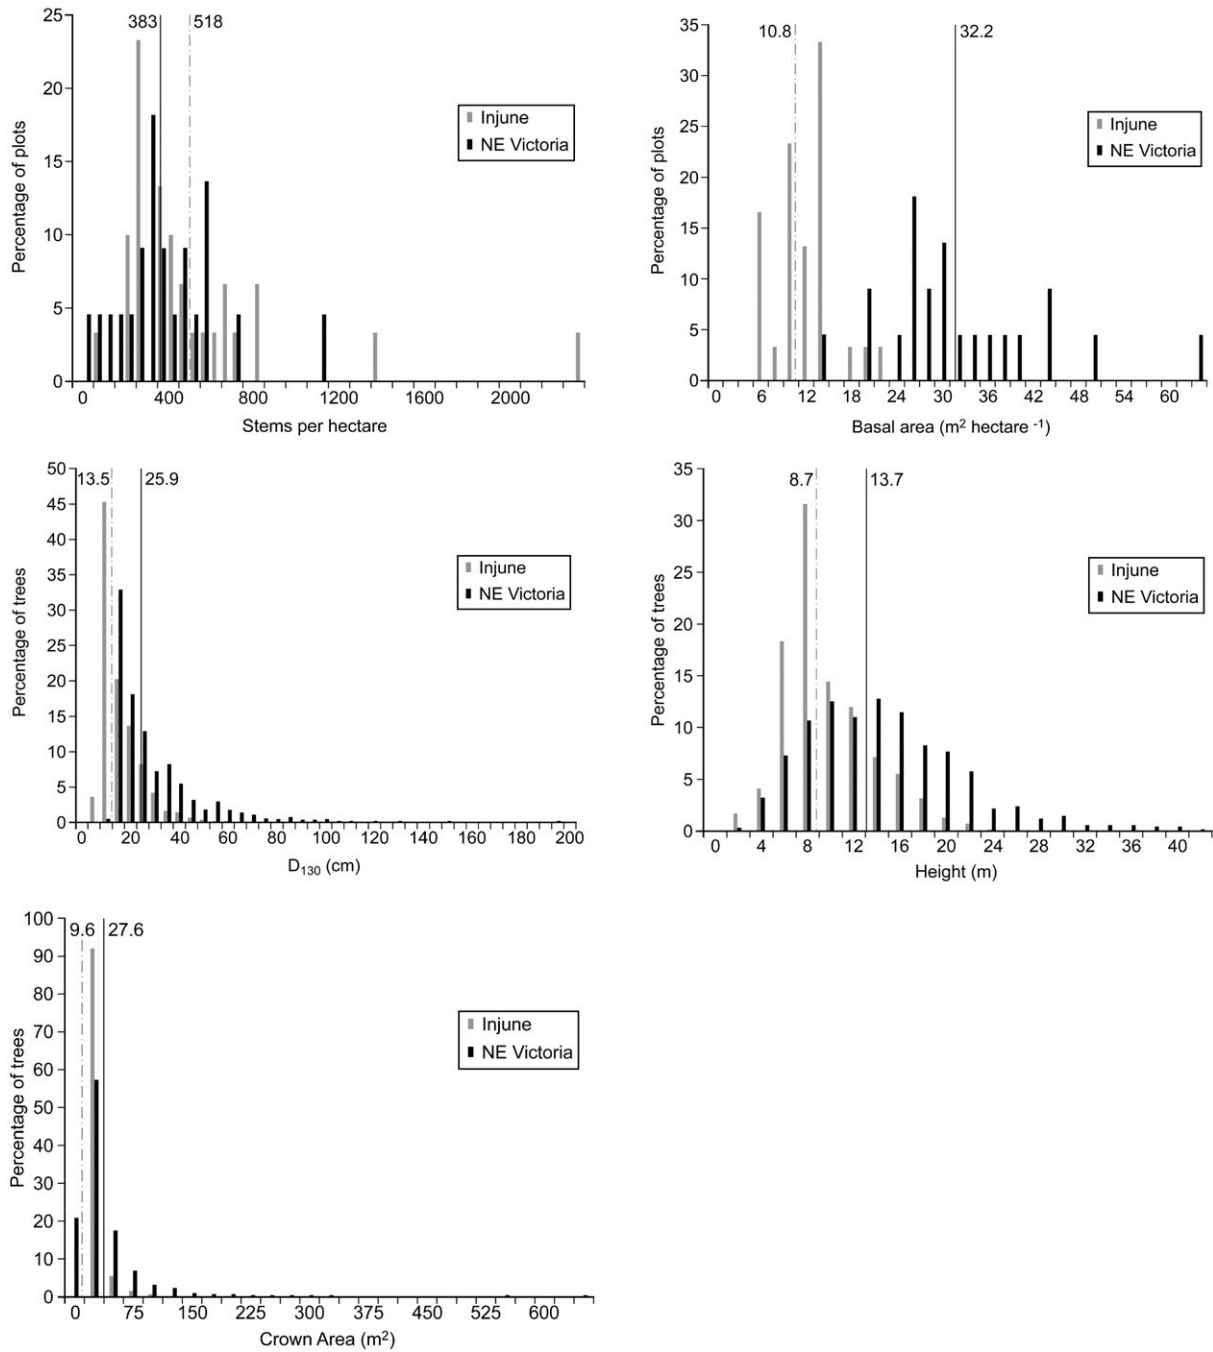 383 518
25
20
15
10
5
0
Percentage of plots
Injune
NE Victoria
0 400 800 1200 1600 2000
Stems per hectare
10.8 32.2
35
30
25
20
15
10
5
0
Percentage of plots
Injune
NE Victoria
0 6 12 18 24 30 36 42 48 54 60
Basal area (m² hectare ⁻¹)
13.5 25.9
50
45
40
35
30
25
20
15
10
5
0
Percentage of trees
Injune
NE Victoria
0 20 40 60 80 100 120 140 160 180 200
D₁₃₀ (cm)
8.7 13.7
35
30
25
20
15
10
5
0
Percentage of trees
Injune
NE Victoria
0 4 8 12 16 20 24 28 32 36 40
Height (m)
9.6 27.6
100
90
80
70
60
50
40
30
20
10
0
Percentage of trees
Injune
NE Victoria
0 75 150 225 300 375 450 525 600
Crown Area (m²)